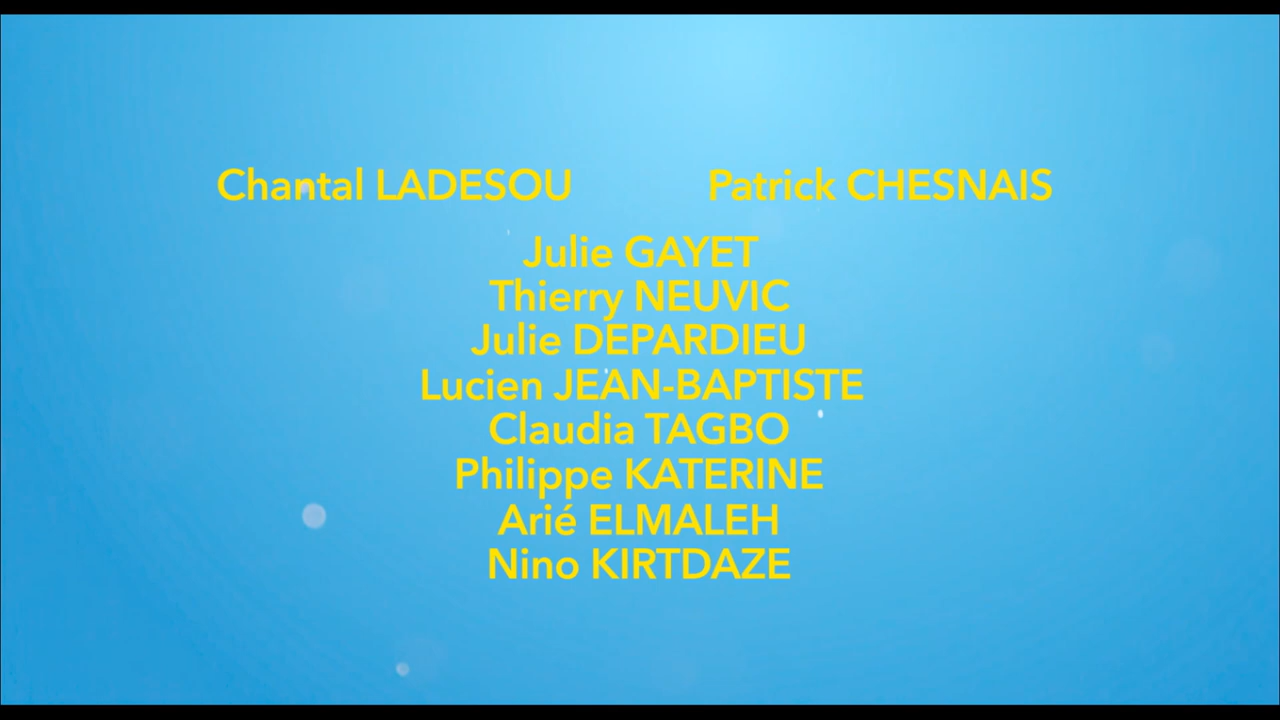 Chantal LADESOU Patrick CHESNAIS
Julie GAYET
Thierry NEUVIC
Julie DEPARDIEU
Lucien JEAN-BAPTISTE
Claudia TAGBO
Philippe KATERINE
Arié ELMALEH
Nino KIRTDAZE